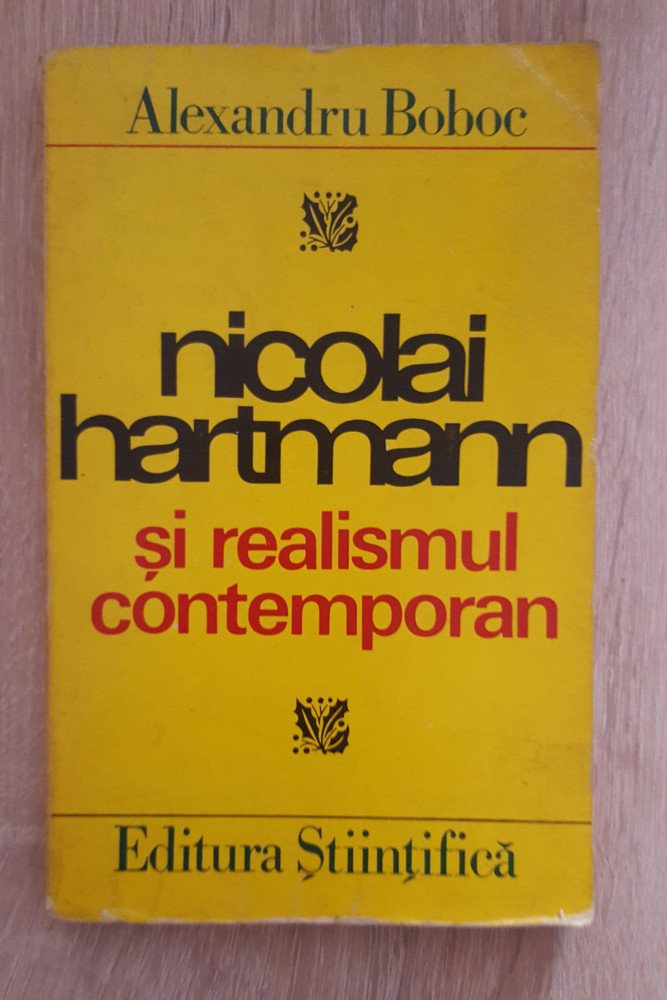 Alexandru Boboc
nicolai
hartmann
și realismul
contemporan
Editura Științifică